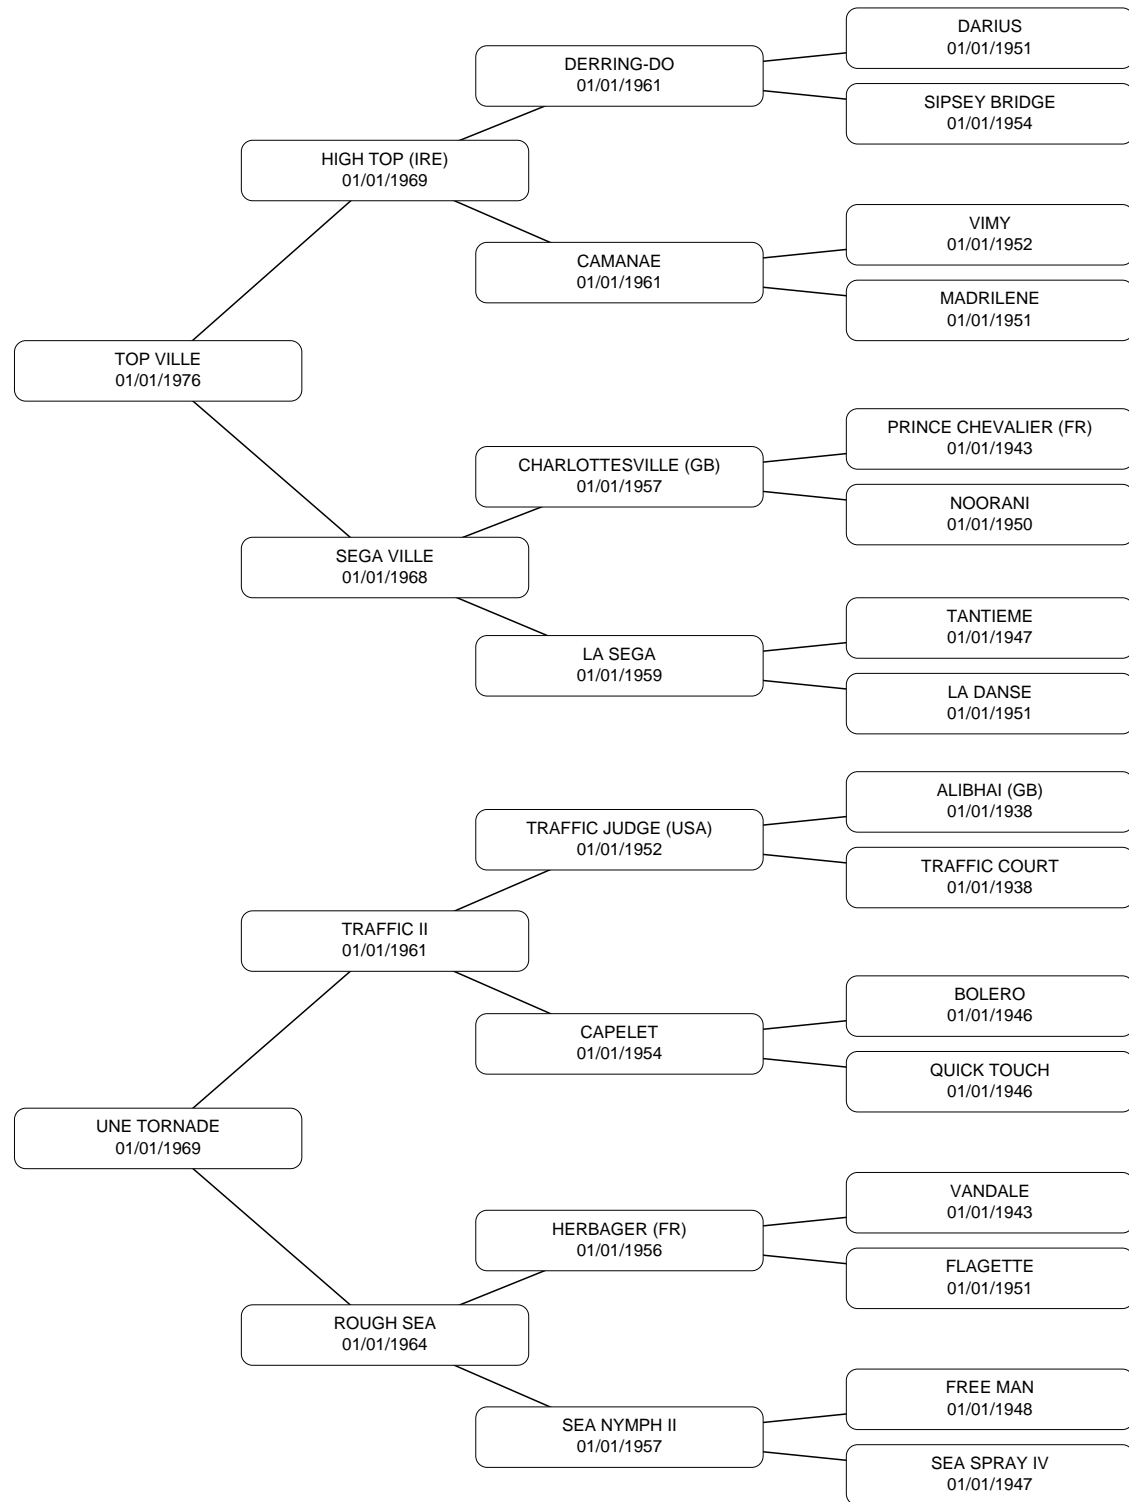 DARIUS
01/01/1951
DERRING-DO
01/01/1961
SIPSEY BRIDGE
01/01/1954
HIGH TOP (IRE)
01/01/1969
VIMY
01/01/1952
CAMANAE
01/01/1961
MADRILENE
01/01/1951
TOP VILLE
01/01/1976
PRINCE CHEVALIER (FR)
01/01/1943
CHARLOTTESVILLE (GB)
01/01/1957
NOORANI
01/01/1950
SEGA VILLE
01/01/1968
TANTIEME
01/01/1947
LA SEGA
01/01/1959
LA DANSE
01/01/1951
ALIBHAI (GB)
01/01/1938
TRAFFIC JUDGE (USA)
01/01/1952
TRAFFIC COURT
01/01/1938
TRAFFIC II
01/01/1961
BOLERO
01/01/1946
CAPELET
01/01/1954
QUICK TOUCH
01/01/1946
UNE TORNADE
01/01/1969
VANDALE
01/01/1943
HERBAGER (FR)
01/01/1956
FLAGETTE
01/01/1951
ROUGH SEA
01/01/1964
FREE MAN
01/01/1948
SEA NYMPH II
01/01/1957
SEA SPRAY IV
01/01/1947